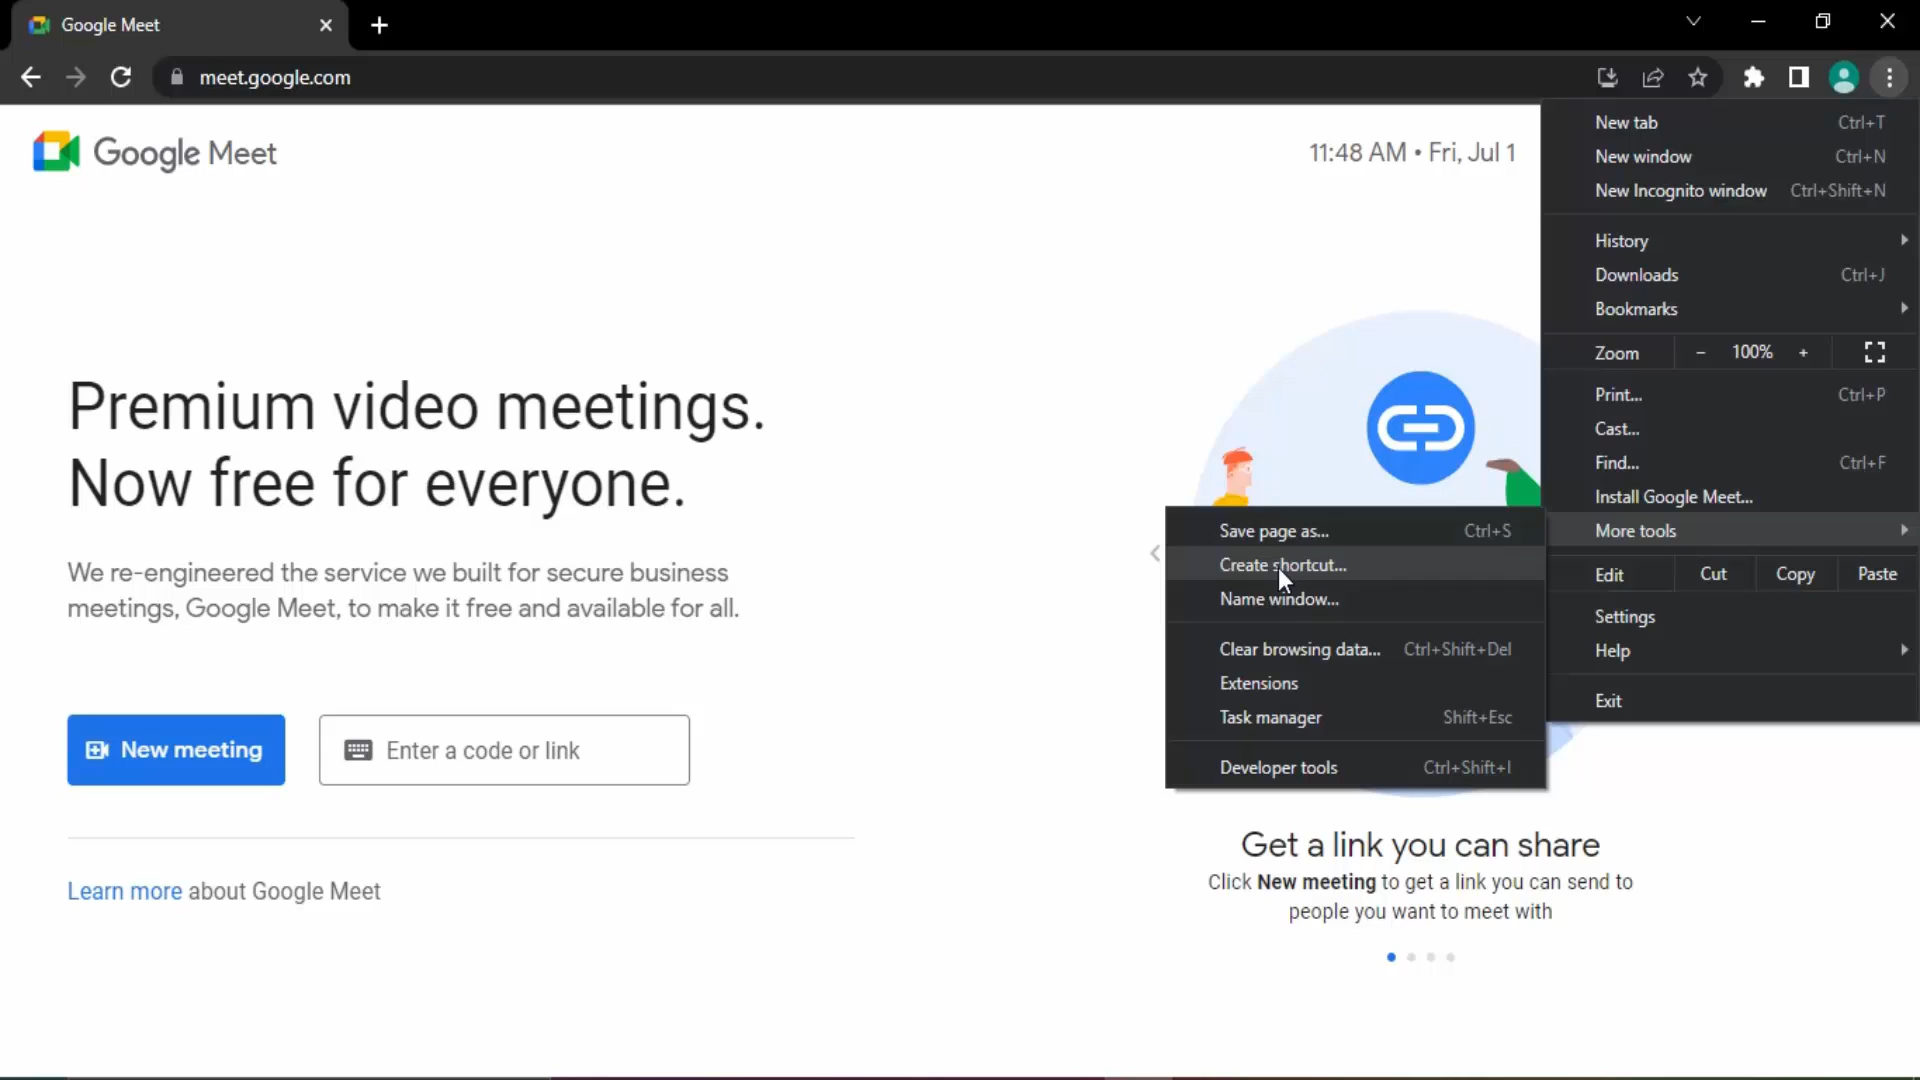 Google Meet
meet.google.com
Google Meet
11:48 AM • Fri, Jul 1
Premium video meetings.
Now free for everyone.
We re-engineered the service we built for secure business
meetings, Google Meet, to make it free and available for all.
New meeting
Enter a code or link
Learn more about Google Meet
Get a link you can share
Click New meeting to get a link you can send to
people you want to meet with
New tab Ctrl+T
New window Ctrl+N
New Incognito window Ctrl+Shift+N
History
Downloads Ctrl+J
Bookmarks
Zoom - 100% +
Print... Ctrl+P
Cast...
Find... Ctrl+F
Install Google Meet...
More tools
Edit Cut Copy Paste
Settings
Help
Exit
Save page as... Ctrl+S
Create shortcut...
Name window...
Clear browsing data... Ctrl+Shift+Del
Extensions
Task manager Shift+Esc
Developer tools Ctrl+Shift+I